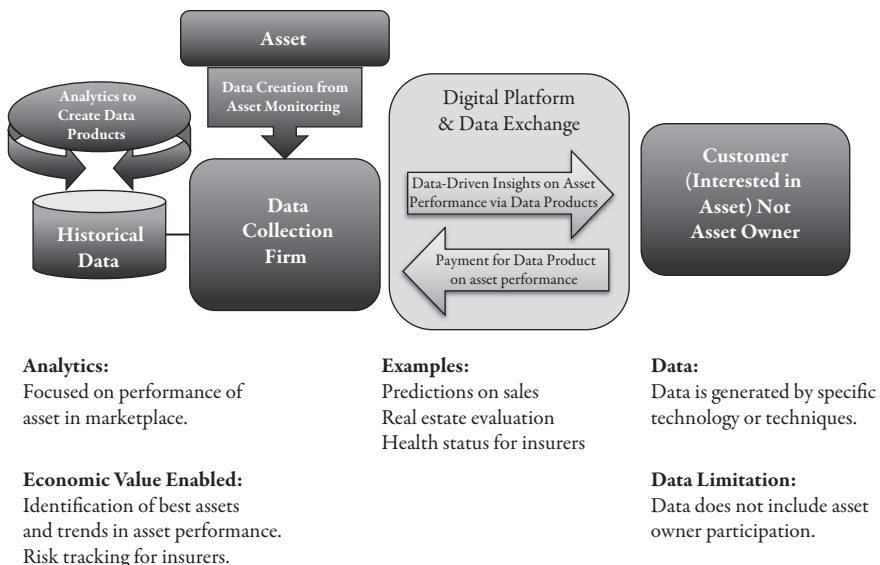 Asset
Data Creation from
Asset Monitoring
Analytics to
Create Data
Products
Historical
Data
Data
Collection
Firm
Digital Platform
& Data Exchange
Data-Driven Insights on Asset
Performance via Data Products
Payment for Data Product
on asset performance
Customer
(Interested in
Asset) Not
Asset Owner
Analytics:
Focused on performance of
asset in marketplace.
Economic Value Enabled:
Identification of best assets
and trends in asset performance.
Risk tracking for insurers.
Examples:
Predictions on sales
Real estate evaluation
Health status for insurers
Data:
Data is generated by specific
technology or techniques.
Data Limitation:
Data does not include asset
owner participation.